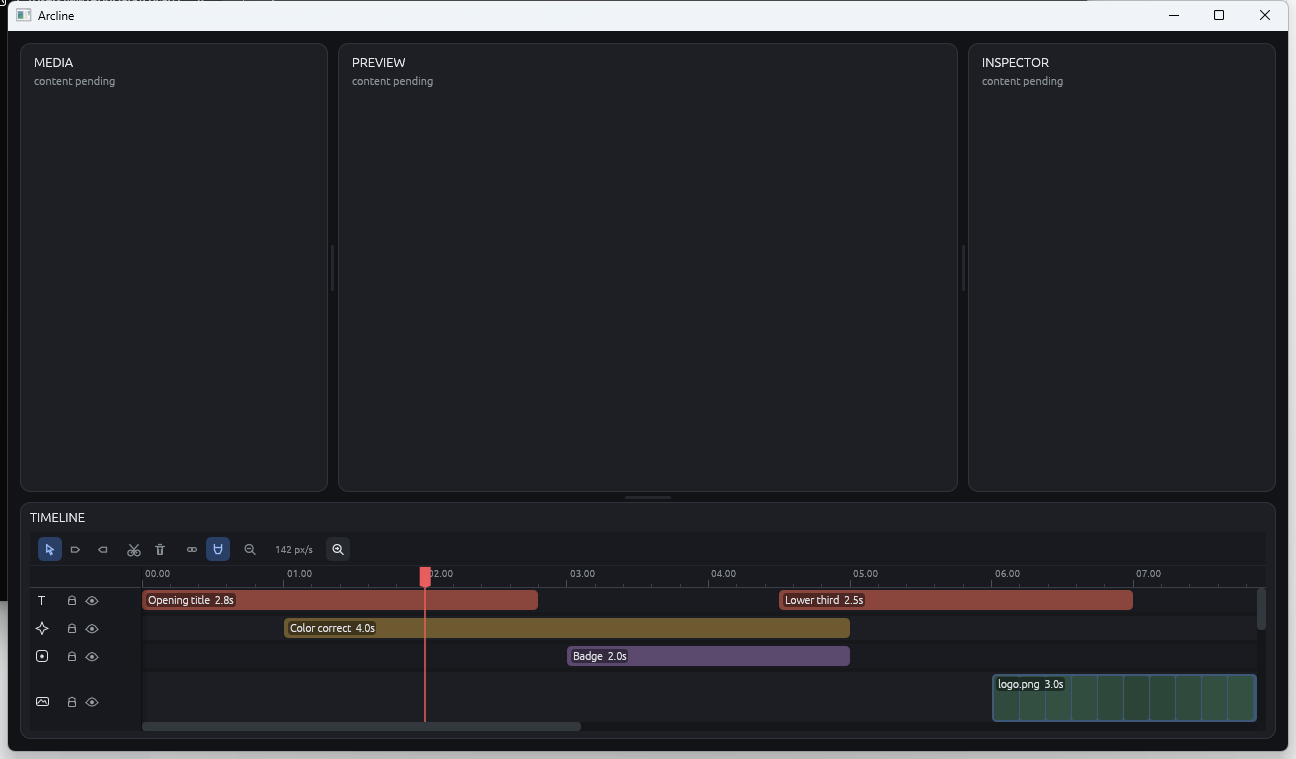 Arcline
MEDIA
content pending
PREVIEW
content pending
INSPECTOR
content pending
TIMELINE
142 px/s
00.00 01.00 02.00 03.00 04.00 05.00 06.00 07.00
T
Opening title 2.8s
Lower third 2.5s
Color correct 4.0s
Badge 2.0s
logo.png 3.0s